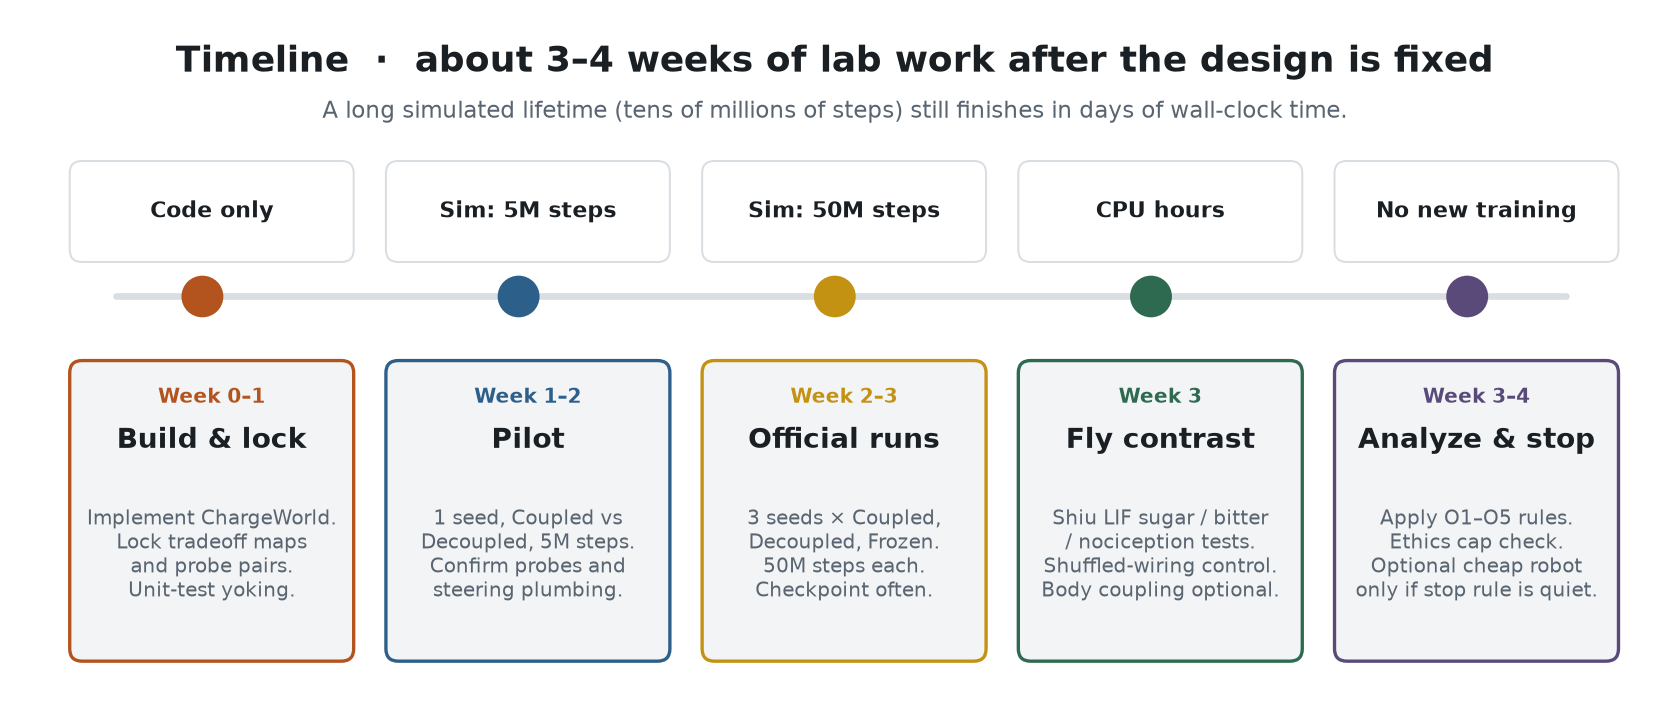 Timeline · about 3–4 weeks of lab work after the design is fixed
A long simulated lifetime (tens of millions of steps) still finishes in days of wall-clock time.
Code only
Sim: 5M steps
Sim: 50M steps
CPU hours
No new training
Week 0–1
Build & lock
Implement ChargeWorld.
Lock tradeoff maps
and probe pairs.
Unit-test yoking.
Week 1–2
Pilot
1 seed, Coupled vs
Decoupled, 5M steps.
Confirm probes and
steering plumbing.
Week 2–3
Official runs
3 seeds × Coupled,
Decoupled, Frozen.
50M steps each.
Checkpoint often.
Week 3
Fly contrast
Shiu LIF sugar / bitter
/ nociception tests.
Shuffled-wiring control.
Body coupling optional.
Week 3–4
Analyze & stop
Apply O1–O5 rules.
Ethics cap check.
Optional cheap robot
only if stop rule is quiet.